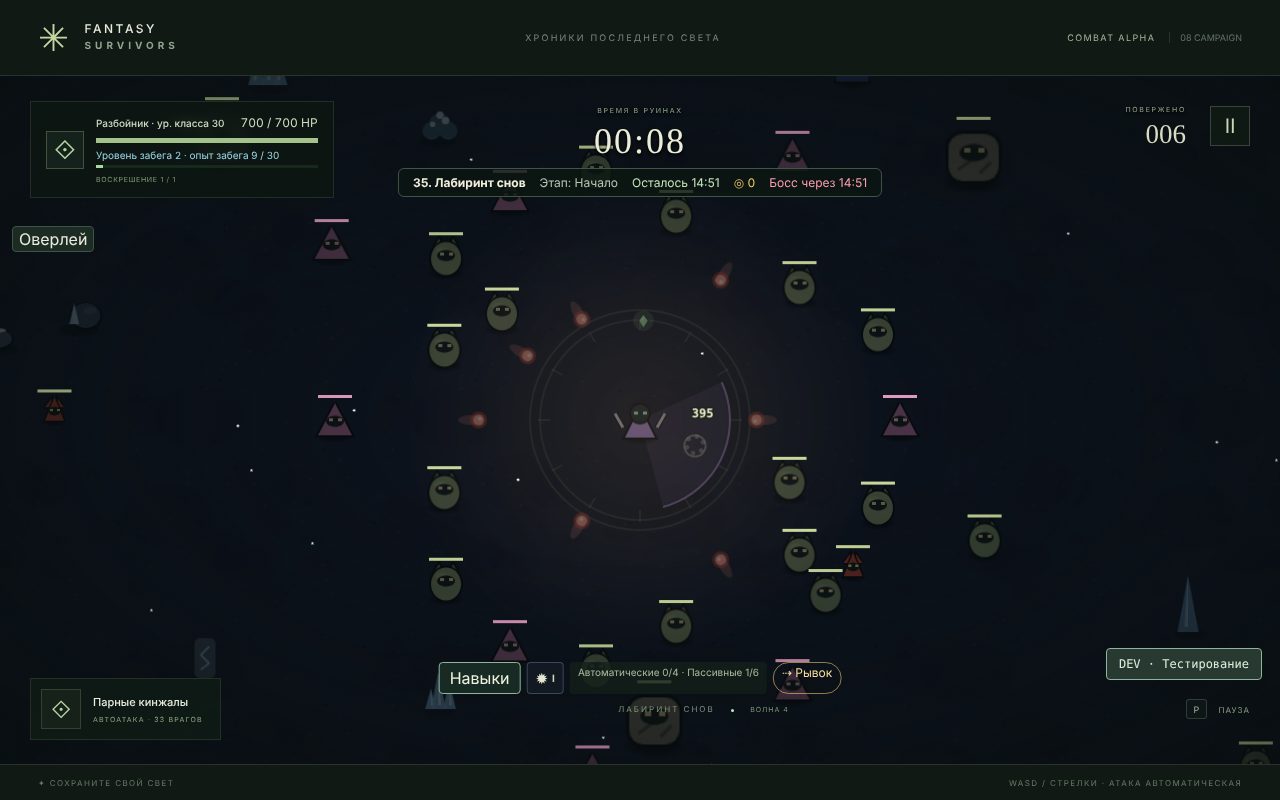 FANTASY
SURVIVORS
ХРОНИКИ ПОСЛЕДНЕГО СВЕТА
COMBAT ALPHA
08 CAMPAIGN
Разбойник · ур. класса 30
700 / 700 HP
Уровень забега 2 · опыт забега 9 / 30
ВОСКРЕШЕНИЕ 1 / 1
ВРЕМЯ В РУИНАХ
00:08
ПОВЕРЖЕНО
006
35. Лабиринт снов Этап: Начало Осталось 14:51 ◎ 0 Босс через 14:51
Оверлей
395
Навыки
I
Автоматические 0/4 · Пассивные 1/6
⇢ Рывок
DEV · Тестирование
Парные кинжалы
АВТОАТАКА · 33 ВРАГОВ
ЛАБИРИНТ СНОВ • ВОЛНА 4
P ПАУЗА
✦ СОХРАНИТЕ СВОЙ СВЕТ
WASD / СТРЕЛКИ · АТАКА АВТОМАТИЧЕСКАЯ